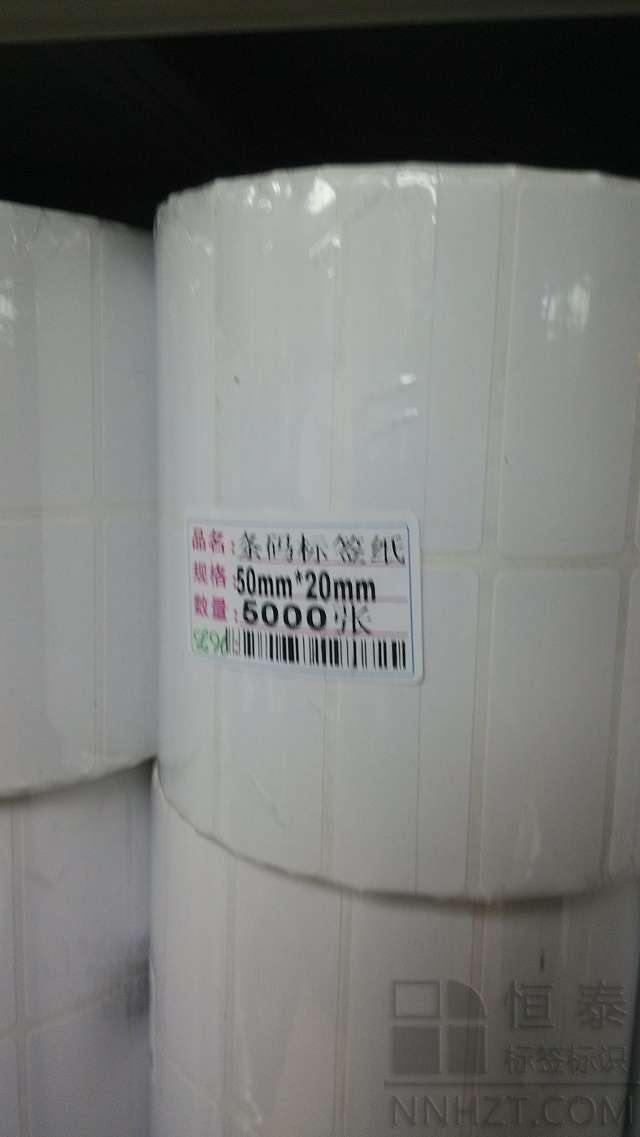 品名:条码标签纸
规格:50mm*20mm
数量:5000张
恒泰
标签标识
NNHZT.COM